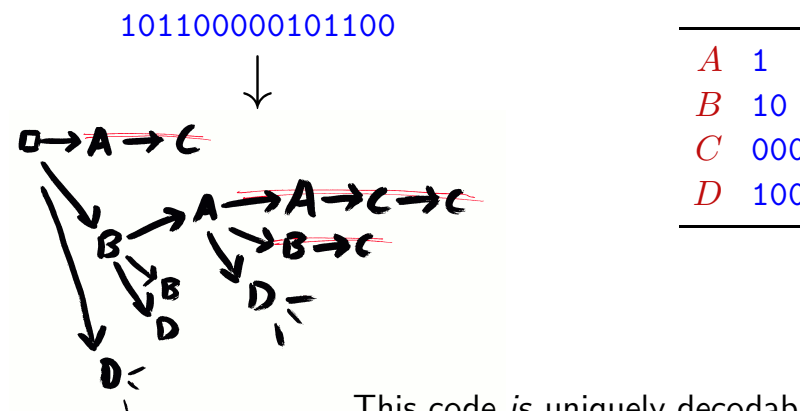 101100000101100
A 1
B 10
C 000
D 100
□→A→C
A→A→C→C
B
B→C
B
D
D
D
This code is uniquely decodab